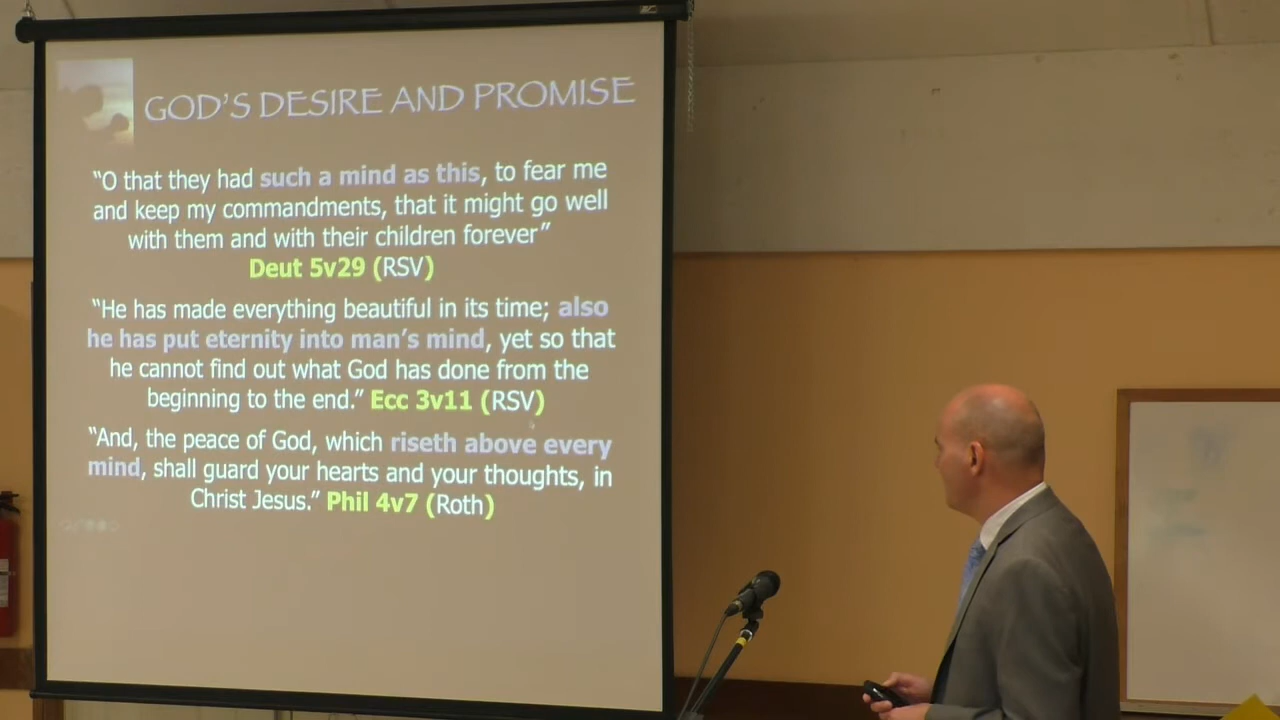 GOD'S DESIRE AND PROMISE
“O that they had such a mind as this, to fear me
and keep my commandments, that it might go well
with them and with their children forever”
Deut 5v29 (RSV)
“He has made everything beautiful in its time; also
he has put eternity into man’s mind, yet so that
he cannot find out what God has done from the
beginning to the end.” Ecc 3v11 (RSV)
“And, the peace of God, which riseth above every
mind, shall guard your hearts and your thoughts, in
Christ Jesus.” Phil 4v7 (Roth)